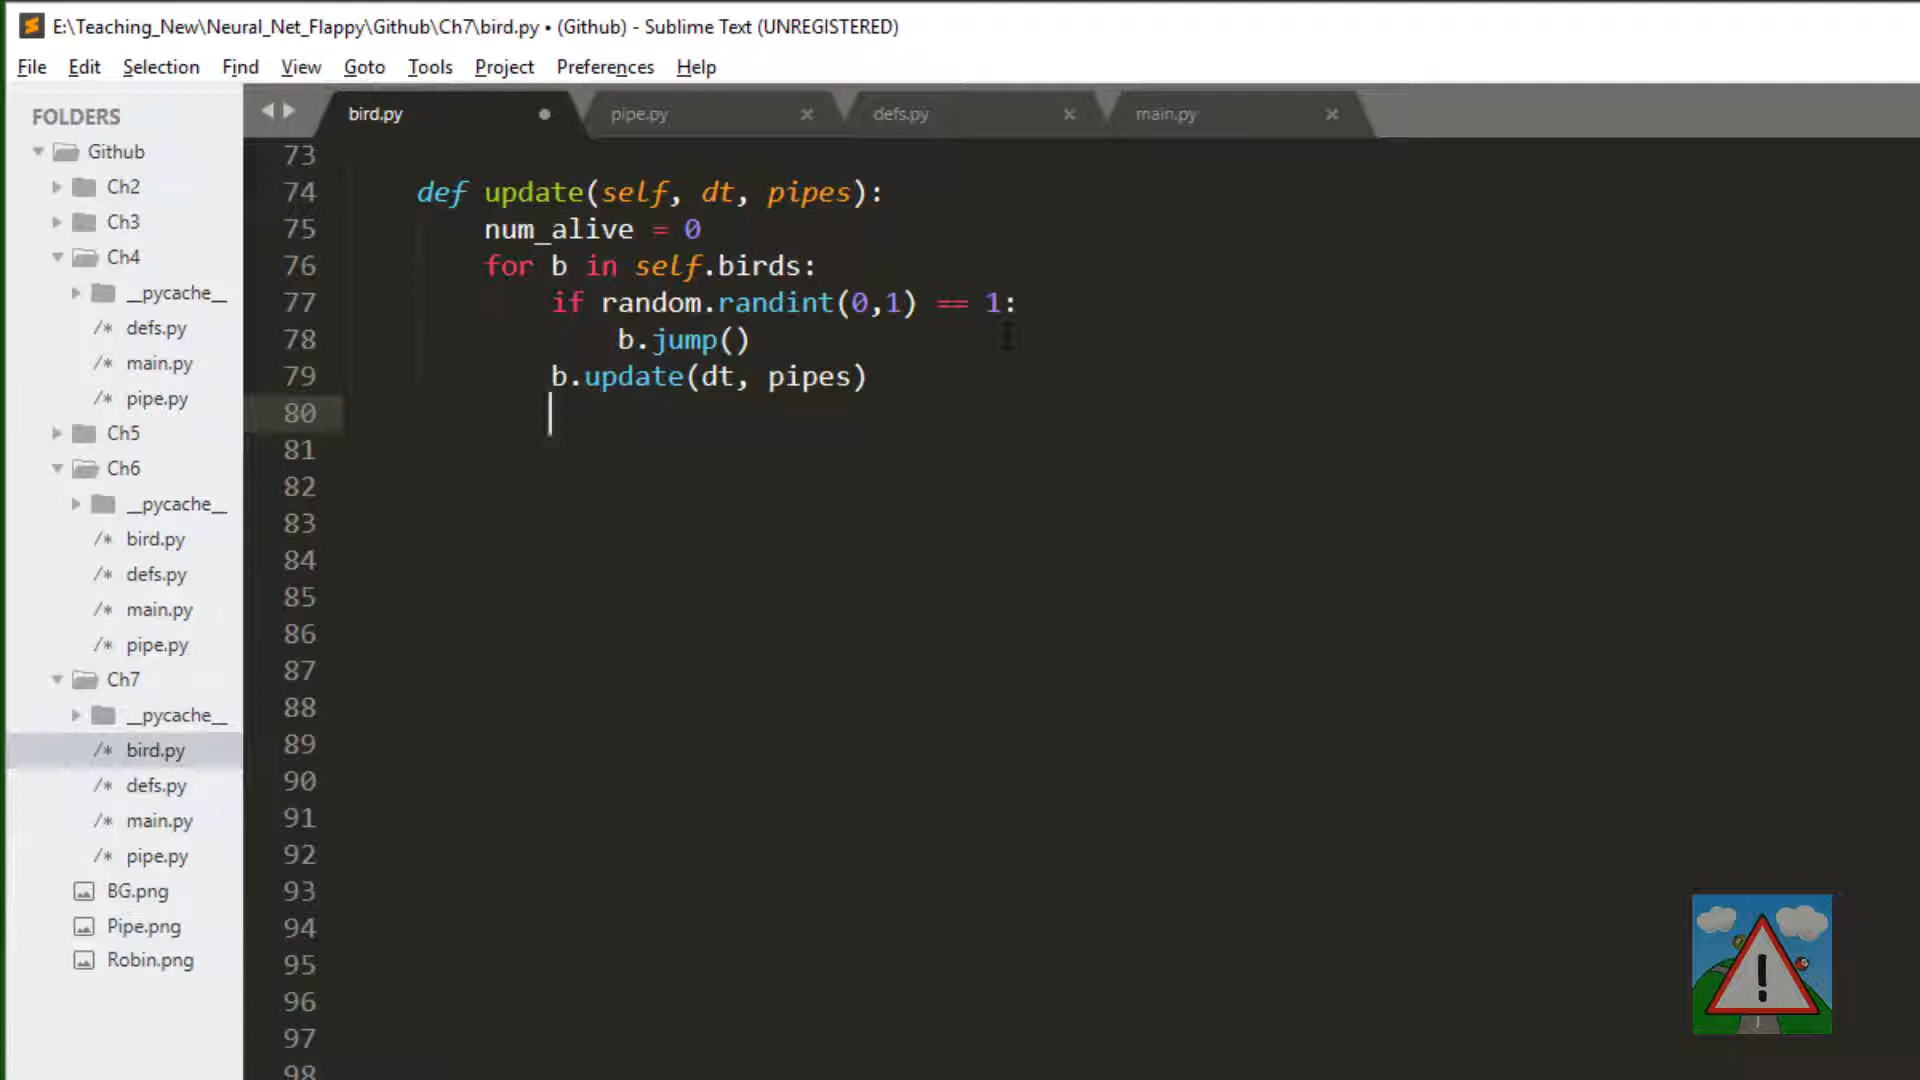 E:\Teaching_New\Neural_Net_Flappy\Github\Ch7\bird.py • (Github) - Sublime Text (UNREGISTERED)
File Edit Selection Find View Goto Tools Project Preferences Help
FOLDERS
Github
Ch2
Ch3
Ch4
__pycache__
/* defs.py
/* main.py
/* pipe.py
Ch5
Ch6
__pycache__
/* bird.py
/* defs.py
/* main.py
/* pipe.py
Ch7
__pycache__
/* bird.py
/* defs.py
/* main.py
/* pipe.py
BG.png
Pipe.png
Robin.png
bird.py pipe.py defs.py main.py
73
74 def update(self, dt, pipes):
75 num_alive = 0
76 for b in self.birds:
77 if random.randint(0,1) == 1:
78 b.jump()
79 b.update(dt, pipes)
80
81
82
83
84
85
86
87
88
89
90
91
92
93
94
95
96
97
98
!